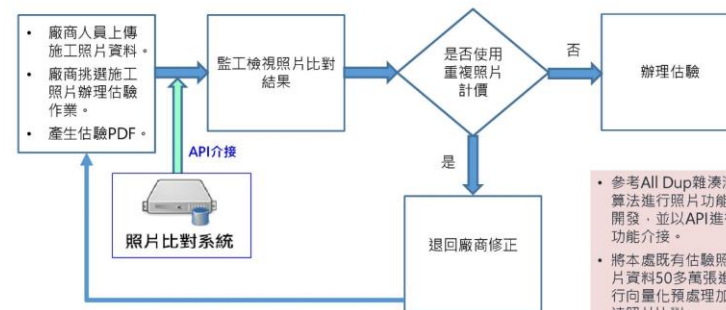 • 廠商人員上傳
施工照片資料。
• 廠商挑選施工
照片辦理估驗
作業。
• 產生估驗PDF。
監工檢視照片比對
結果
是否使用
重複照片
計價
否
辦理估驗
API介接
照片比對系統
是
退回廠商修正
• 參考All Dup雜湊
算法進行照片功能
開發，並以API進
功能介接。
• 將本處既有估驗照
片資料50多萬張進
行向量化預處理加